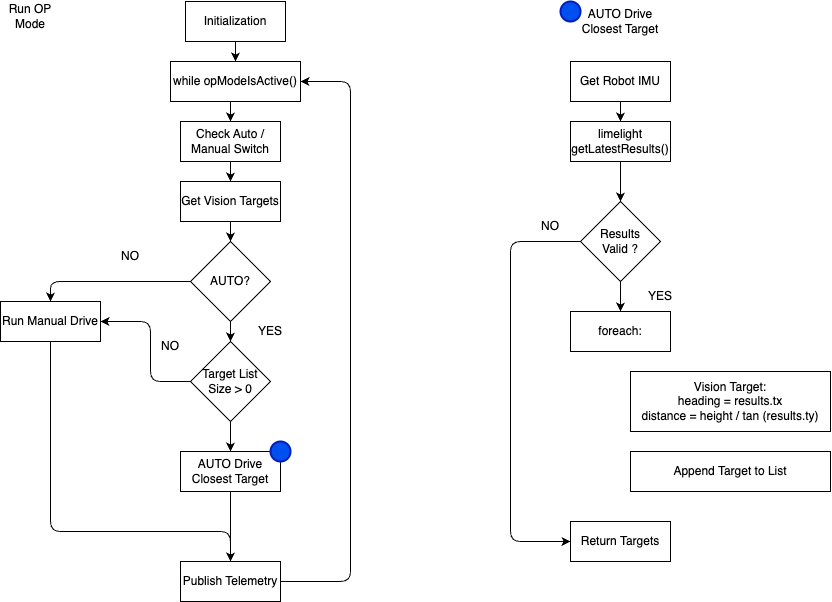 Run OP
Mode
Initialization
while opModeIsActive()
Check Auto /
Manual Switch
Get Vision Targets
NO
AUTO?
Run Manual Drive
YES
NO
Target List
Size > 0
AUTO Drive
Closest Target
Publish Telemetry
AUTO Drive
Closest Target
Get Robot IMU
limelight
getLatestResults()
NO
Results
Valid ?
YES
foreach:
Vision Target:
heading = results.tx
distance = height / tan (results.ty)
Append Target to List
Return Targets